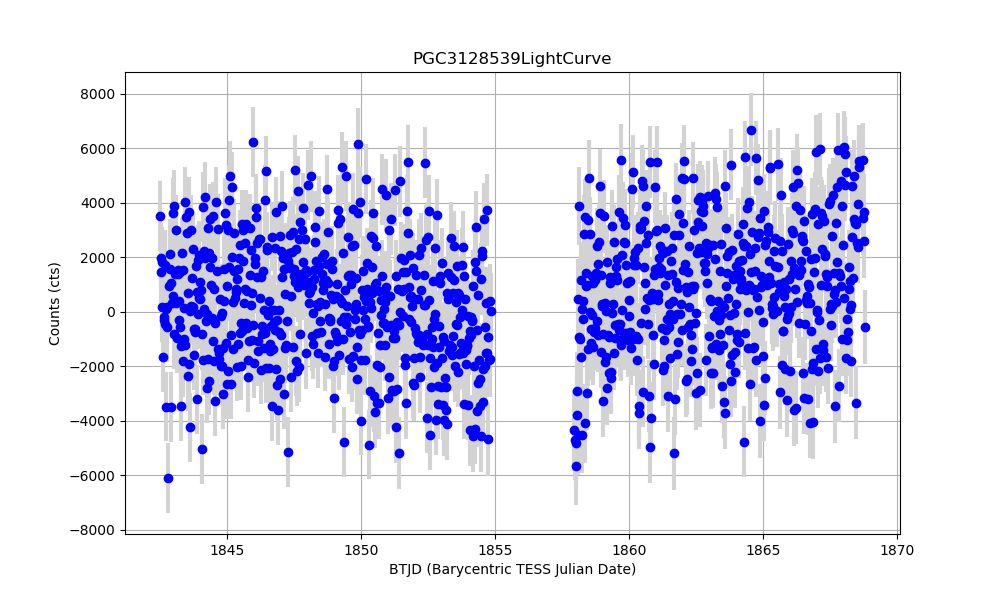 PGC3128539LightCurve
8000
6000
4000
2000
0
−2000
−4000
−6000
−8000
Counts (cts)
1845 1850 1855 1860 1865 1870
BTJD (Barycentric TESS Julian Date)